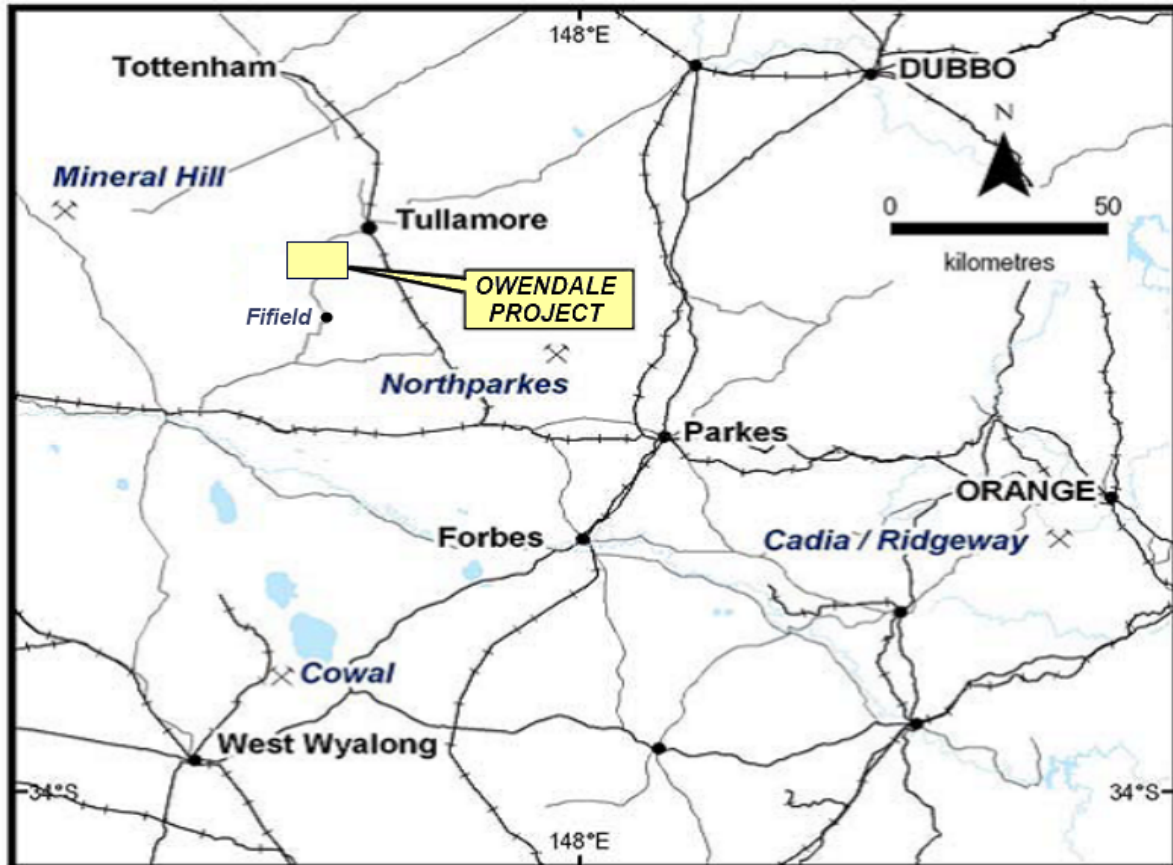 148°E
Tottenham
DUBBO
N
Mineral Hill
0 50
kilometres
Tullamore
OWENDALE
PROJECT
Fifield
Northparkes
Parkes
ORANGE
Forbes
Cadia / Ridgeway
Cowal
West Wyalong
34°S
34°S
148°E